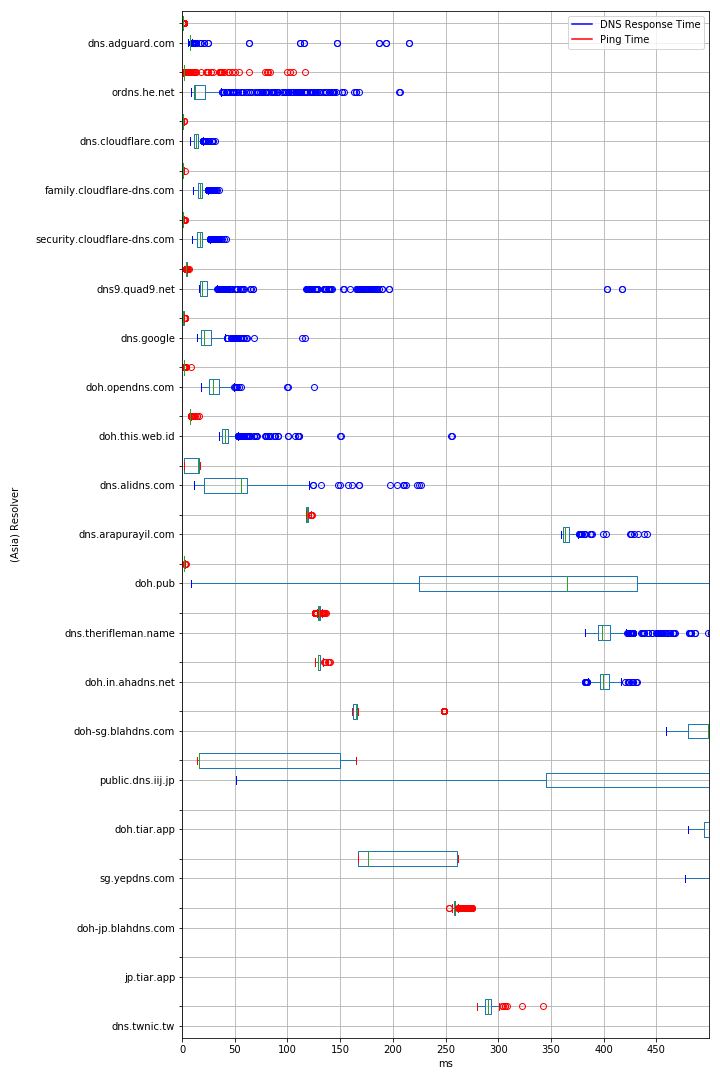 DNS Response Time
Ping Time
(Asia) Resolver
dns.adguard.com
ordns.he.net
dns.cloudflare.com
family.cloudflare-dns.com
security.cloudflare-dns.com
dns9.quad9.net
dns.google
doh.opendns.com
doh.this.web.id
dns.alidns.com
dns.arapurayil.com
doh.pub
dns.therifleman.name
doh.in.ahadns.net
doh-sg.blahdns.com
public.dns.iij.jp
doh.tiar.app
sg.yepdns.com
doh-jp.blahdns.com
jp.tiar.app
dns.twnic.tw
0 50 100 150 200 250 300 350 400 450
ms